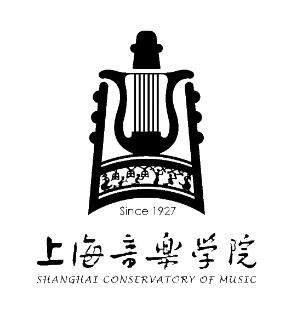 Since 1927
上海音樂学院
SHANGHAI CONSERVATORY OF MUSIC